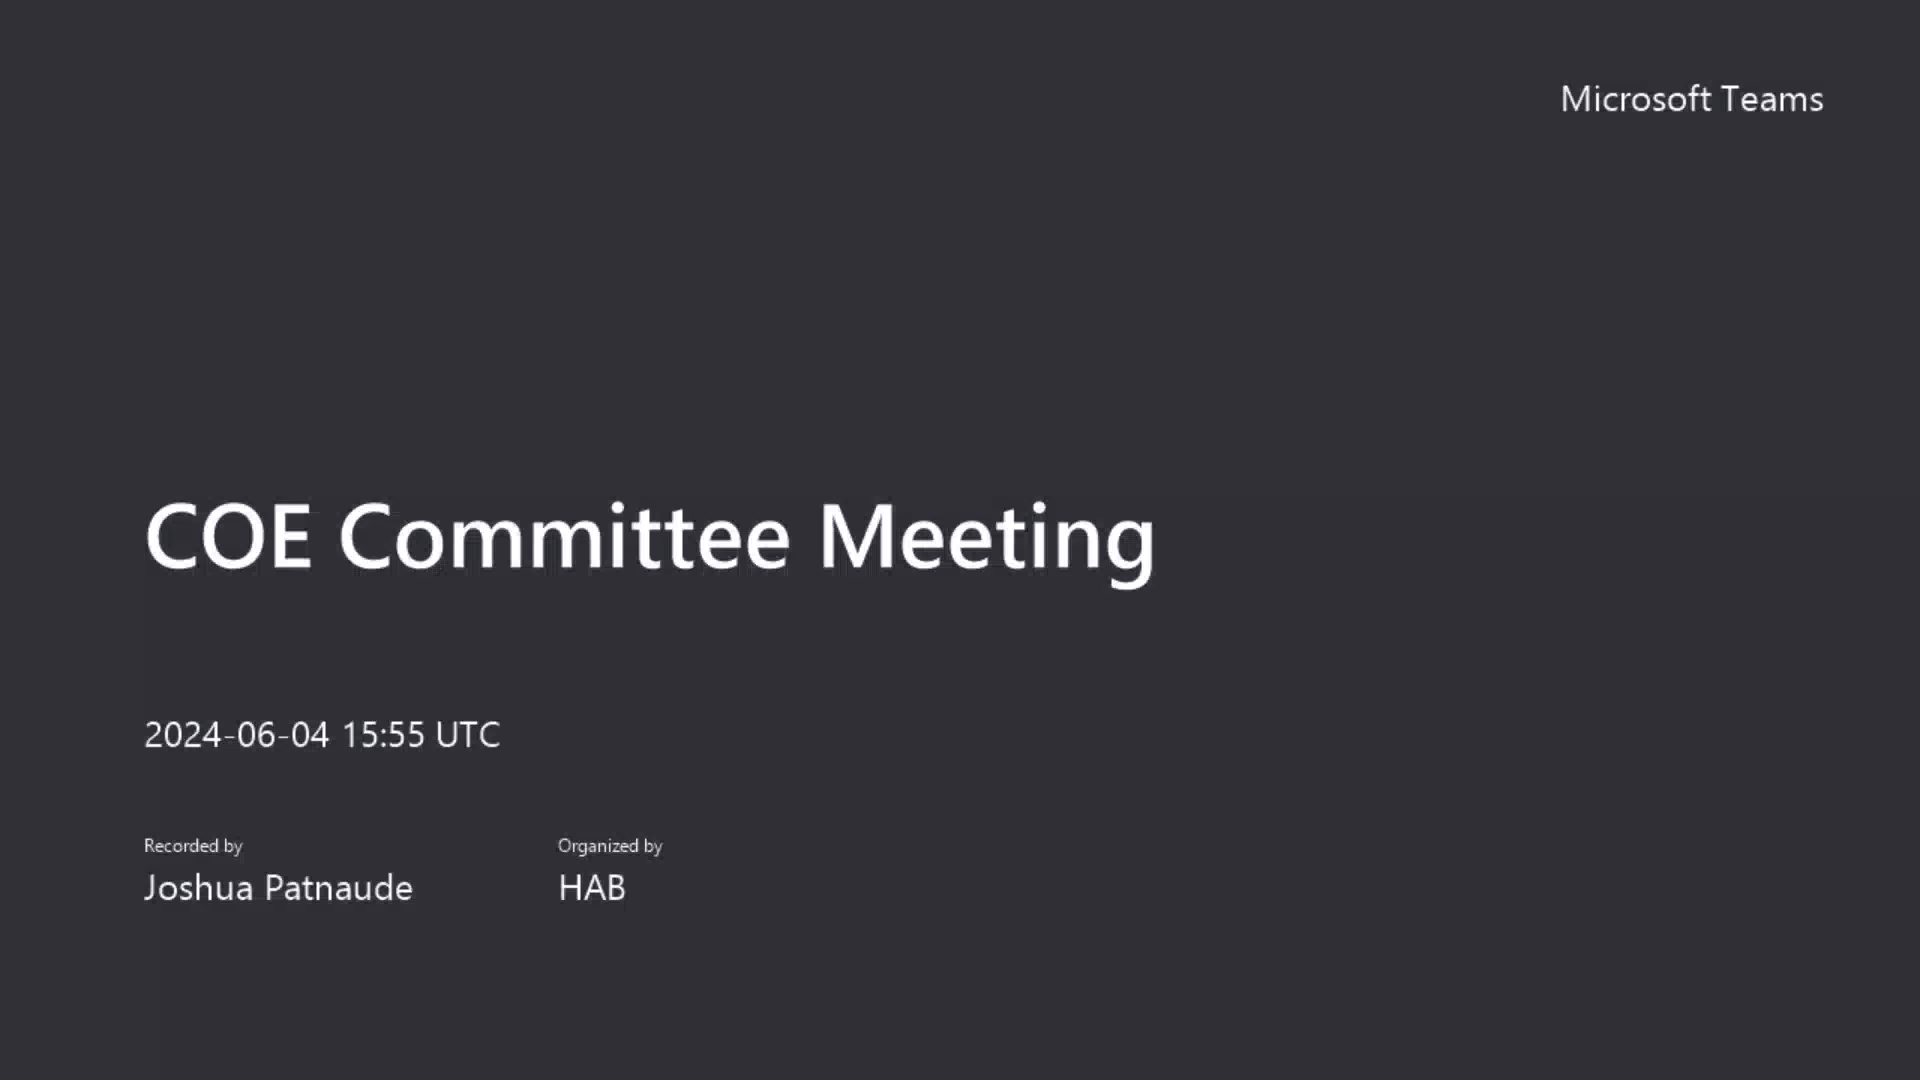 Microsoft Teams
COE Committee Meeting
2024-06-04 15:55 UTC
Recorded by
Joshua Patnaude
Organized by
HAB